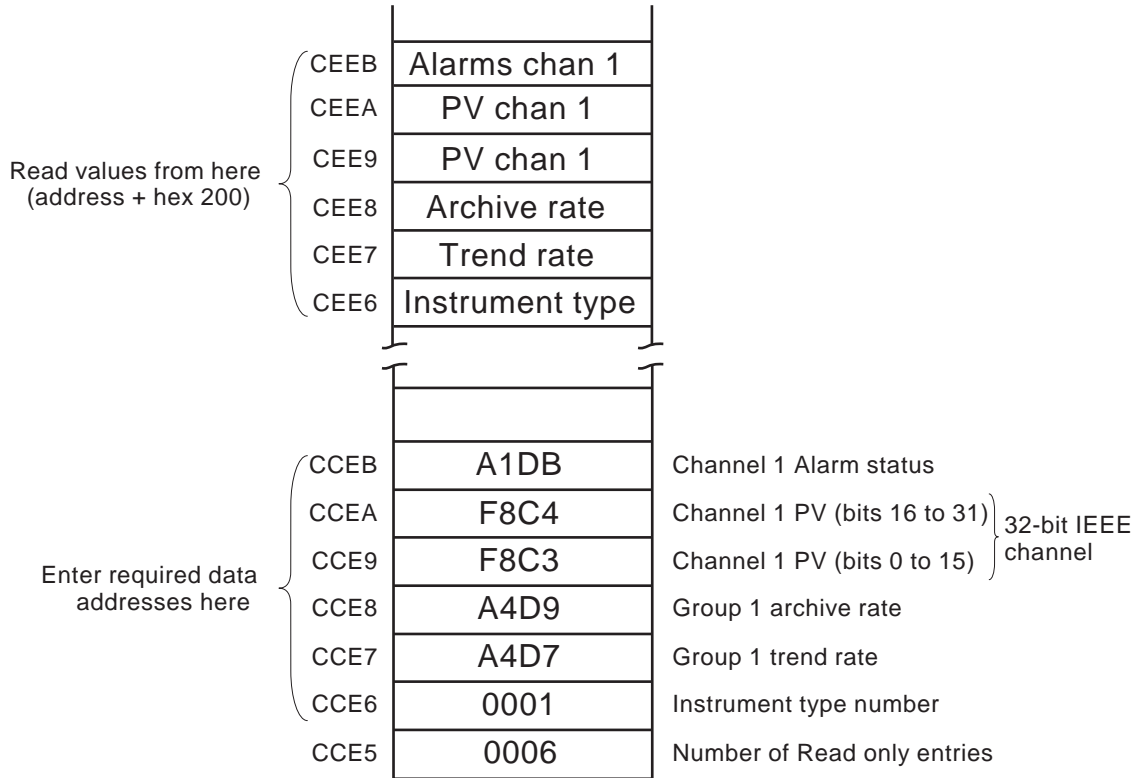 CEEB Alarms chan 1
CEEA PV chan 1
CEE9 PV chan 1
Read values from here
(address + hex 200)
CEE8 Archive rate
CEE7 Trend rate
CEE6 Instrument type
CCEB A1DB Channel 1 Alarm status
CCEA F8C4 Channel 1 PV (bits 16 to 31)
CCE9 F8C3 Channel 1 PV (bits 0 to 15)
32-bit IEEE
channel
Enter required data
addresses here
CCE8 A4D9 Group 1 archive rate
CCE7 A4D7 Group 1 trend rate
CCE6 0001 Instrument type number
CCE5 0006 Number of Read only entries